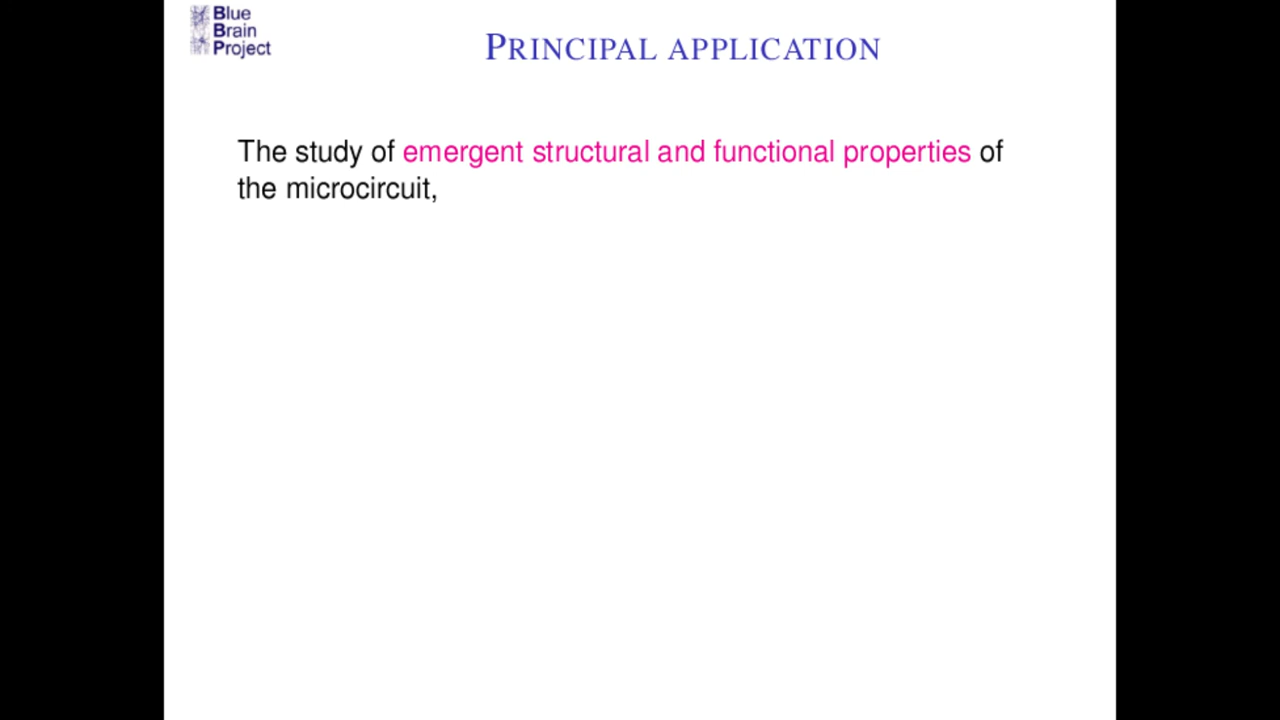 Blue
Brain
Project
PRINCIPAL APPLICATION
The study of emergent structural and functional properties of
the microcircuit,